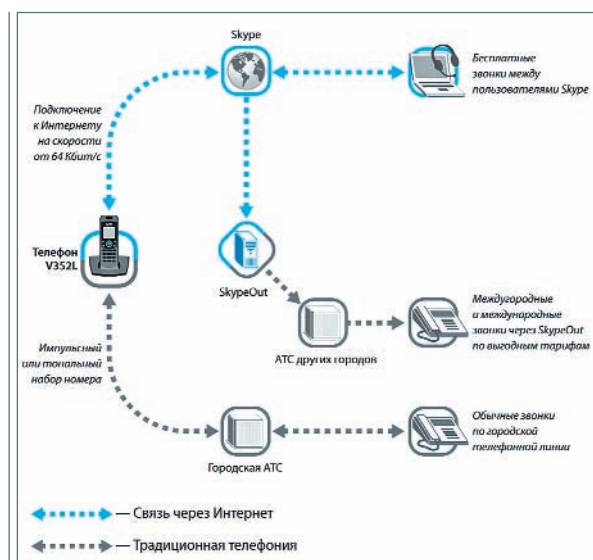 Skype
Бесплатные
звонки между
пользователями Skype
Подключение
к Интернету
на скорости
от 64 Кбит/с
Телефон
V352L
SkypeOut
АТС других городов
Междугородные
и международные
звонки через SkypeOut
по выгодным тарифам
Импульсный
или тональный
набор номера
Городская АТС
Обычные звонки
по городской
телефонной линии
— Связь через Интернет
— Традиционная телефония